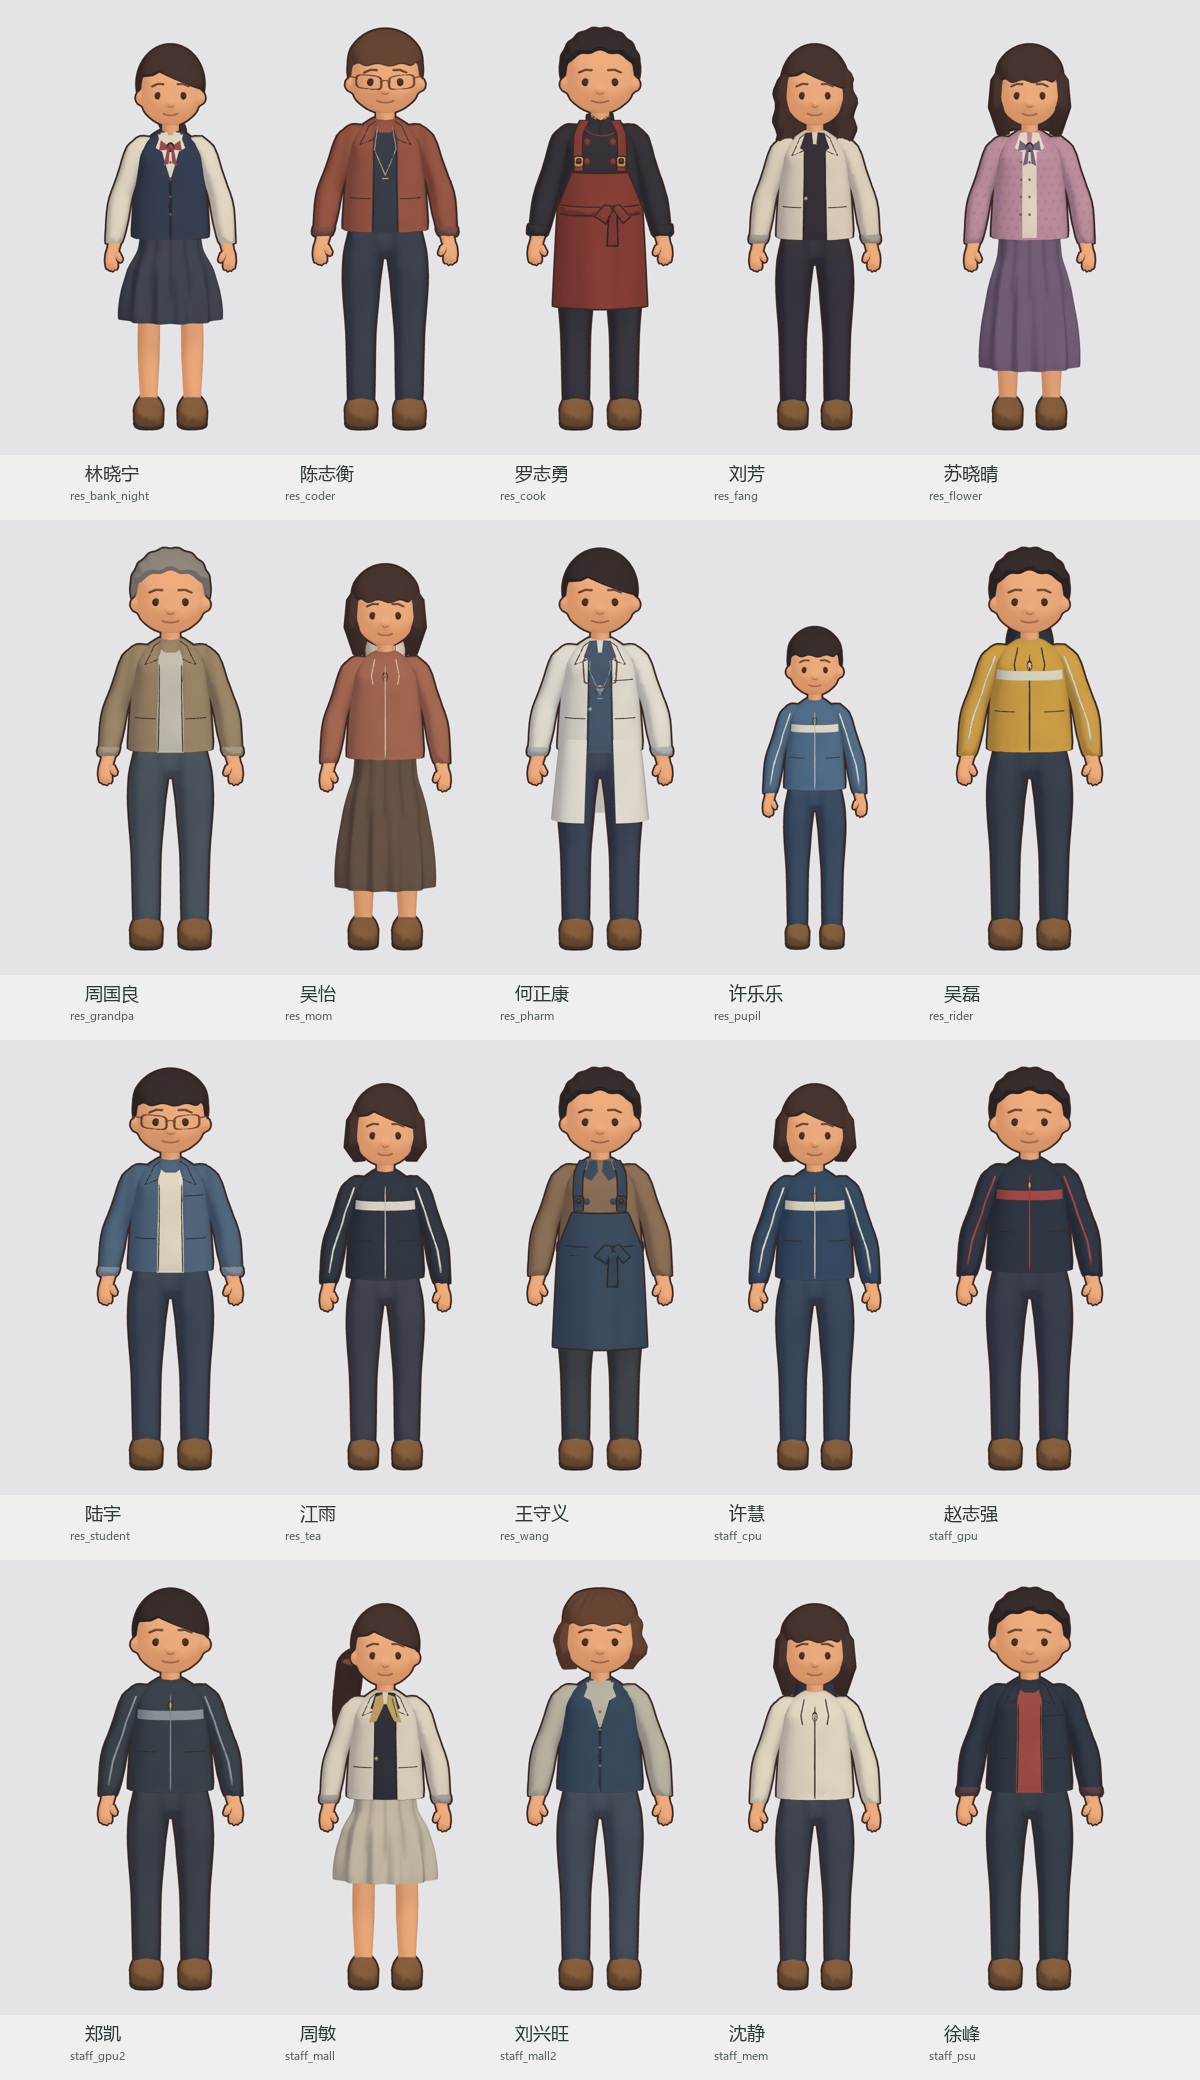 林晓宁 陈志衡 罗志勇 刘芳 苏晓晴
res_bank_night res_coder res_cook res_fang res_flower
周国良 吴怡 何正康 许乐乐 吴磊
res_grandpa res_mom res_pharm res_pupil res_rider
陆宇 江雨 王守义 许慧 赵志强
res_student res_tea res_wang staff_cpu staff_gpu
郑凯 周敏 刘兴旺 沈静 徐峰
staff_gpu2 staff_mall staff_mall2 staff_mem staff_psu